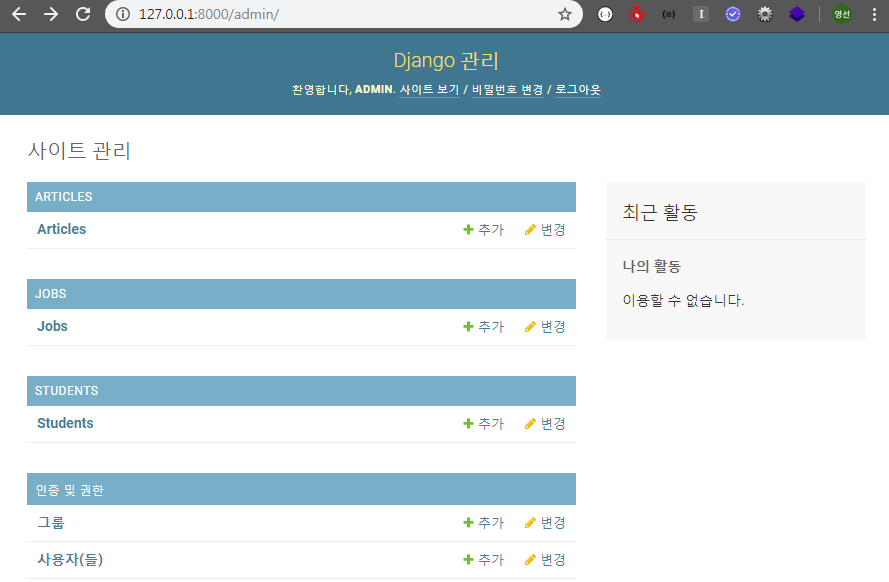 127.0.0.1:8000/admin/
영선
Django 관리
환영합니다, ADMIN. 사이트 보기 / 비밀번호 변경 / 로그아웃
사이트 관리
ARTICLES
Articles 추가 변경
JOBS
Jobs 추가 변경
STUDENTS
Students 추가 변경
인증 및 권한
그룹 추가 변경
사용자(들) 추가 변경
최근 활동
나의 활동
이용할 수 없습니다.